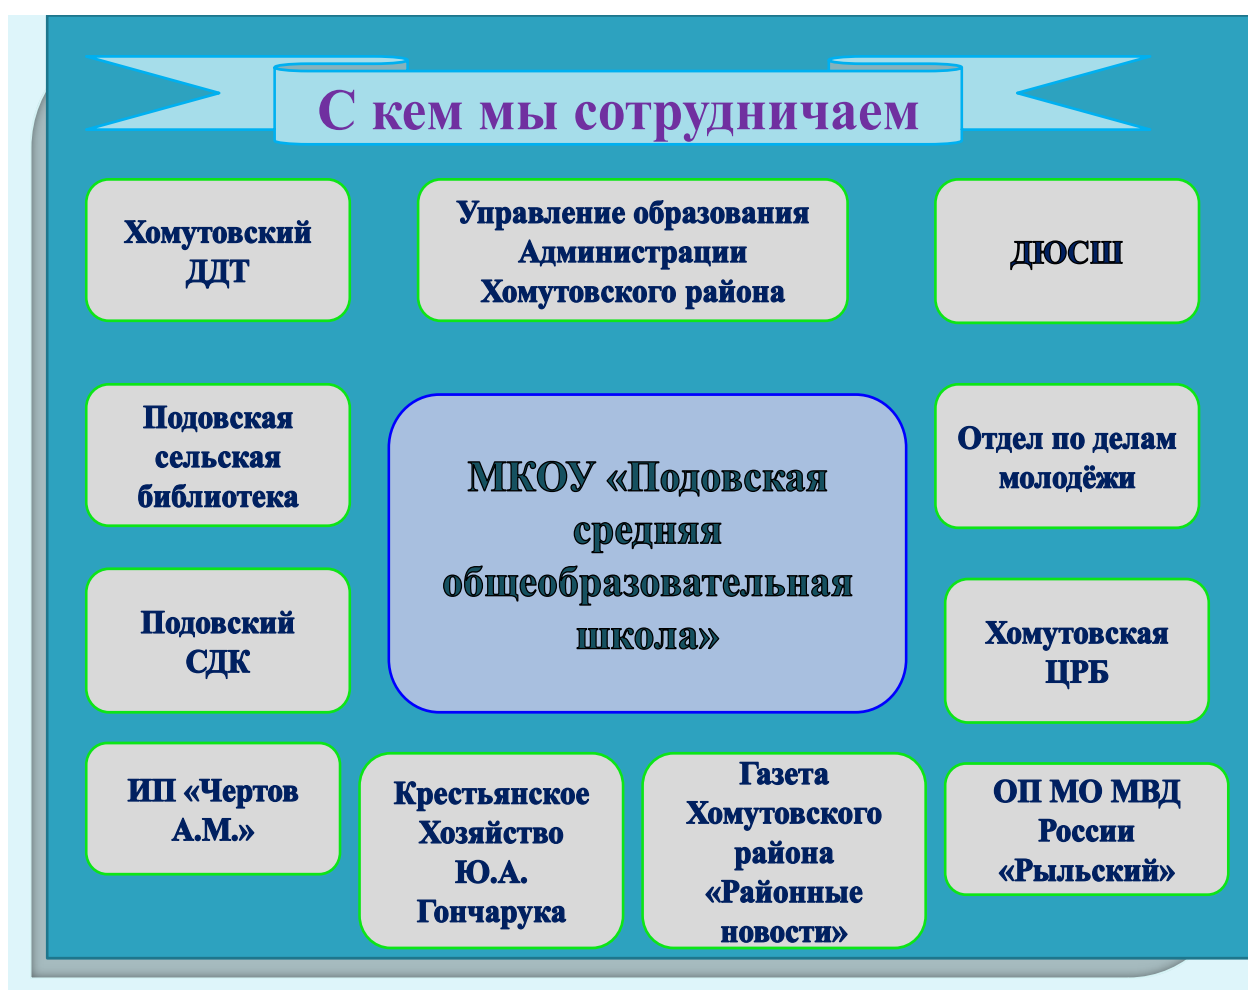 С кем мы сотрудничаем
Хомутовский
ДДТ
Управление образования
Администрации
Хомутовского района
ДЮСШ
Подовская
сельская
библиотека
МКОУ «Подовская
средняя
общеобразовательная
школа»
Отдел по делам
молодёжи
Подовский
СДК
Хомутовская
ЦРБ
ИП «Чертов
А.М.»
Крестьянское
Хозяйство
Ю.А.
Гончарука
Газета
Хомутовского
района
«Районные
новости»
ОП МО МВД
России
«Рыльский»